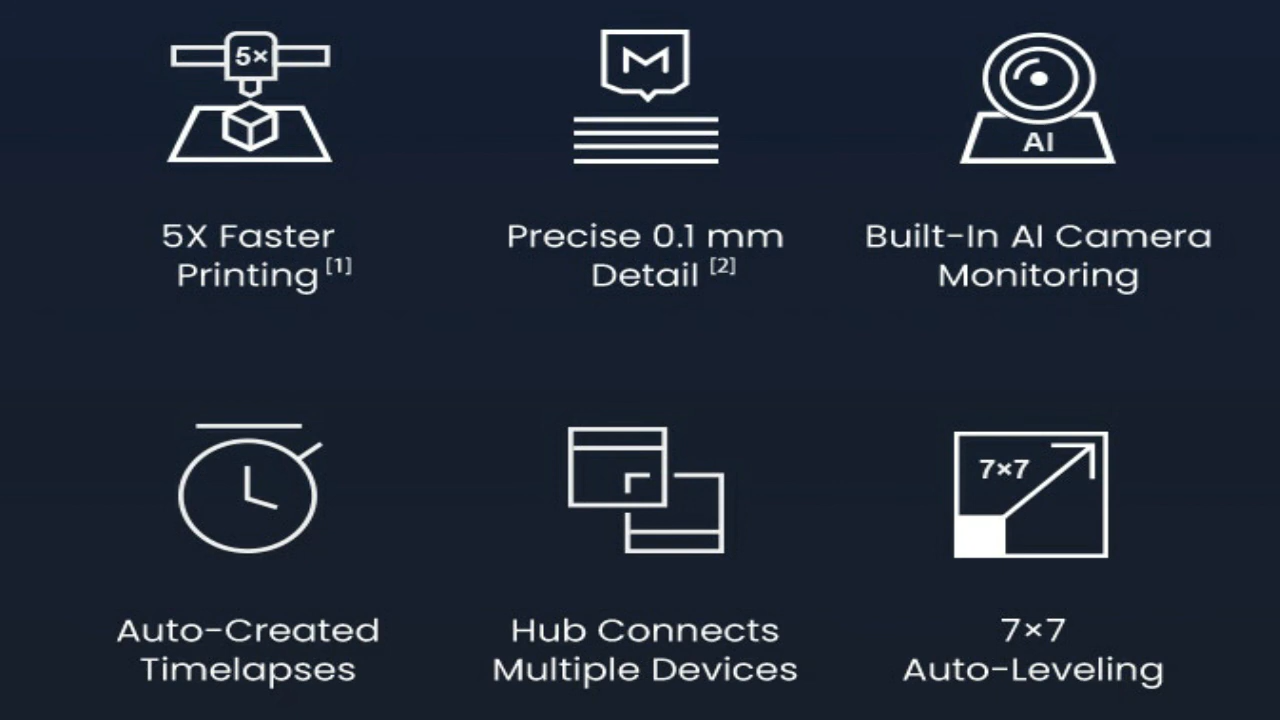 5×
M
AI
5X Faster
Printing [1]
Precise 0.1 mm
Detail [2]
Built-In AI Camera
Monitoring
7×7
Auto-Created
Timelapses
Hub Connects
Multiple Devices
7×7
Auto-Leveling